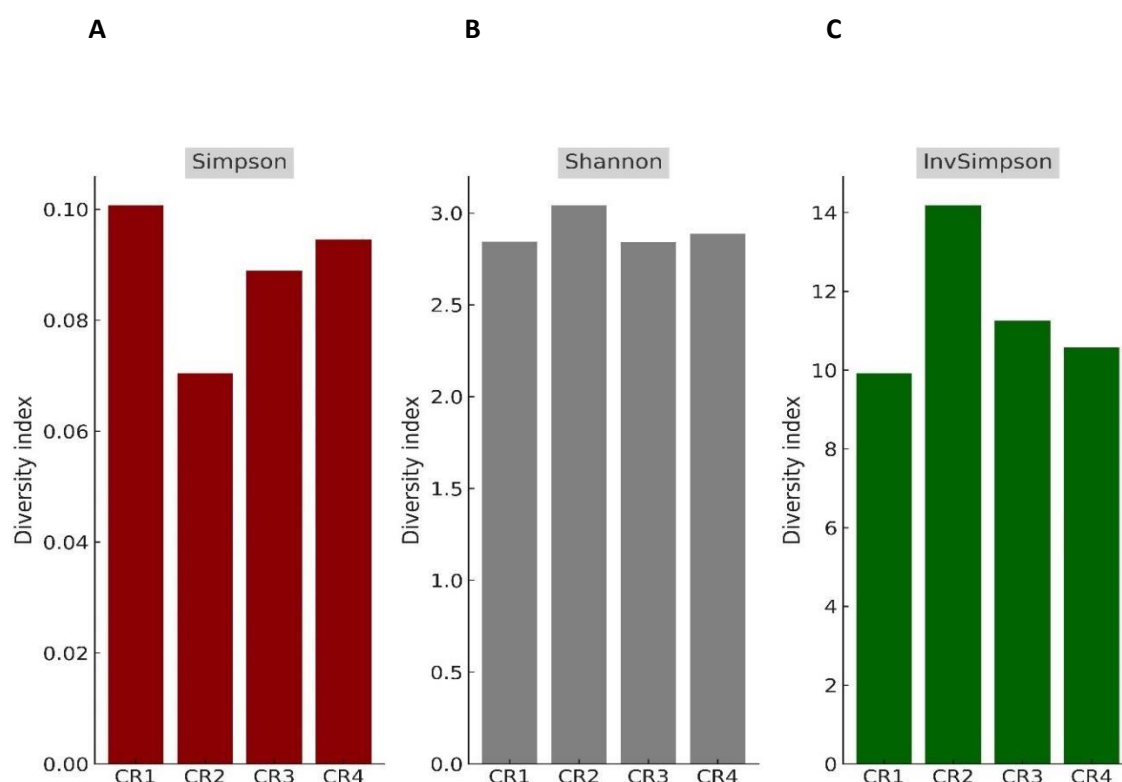 A
B
C
Simpson
Diversity index
0.10
0.08
0.06
0.04
0.02
0.00
CR1 CR2 CR3 CR4
Shannon
Diversity index
3.0
2.5
2.0
1.5
1.0
0.5
0.0
CR1 CR2 CR3 CR4
InvSimpson
Diversity index
14
12
10
8
6
4
2
0
CR1 CR2 CR3 CR4